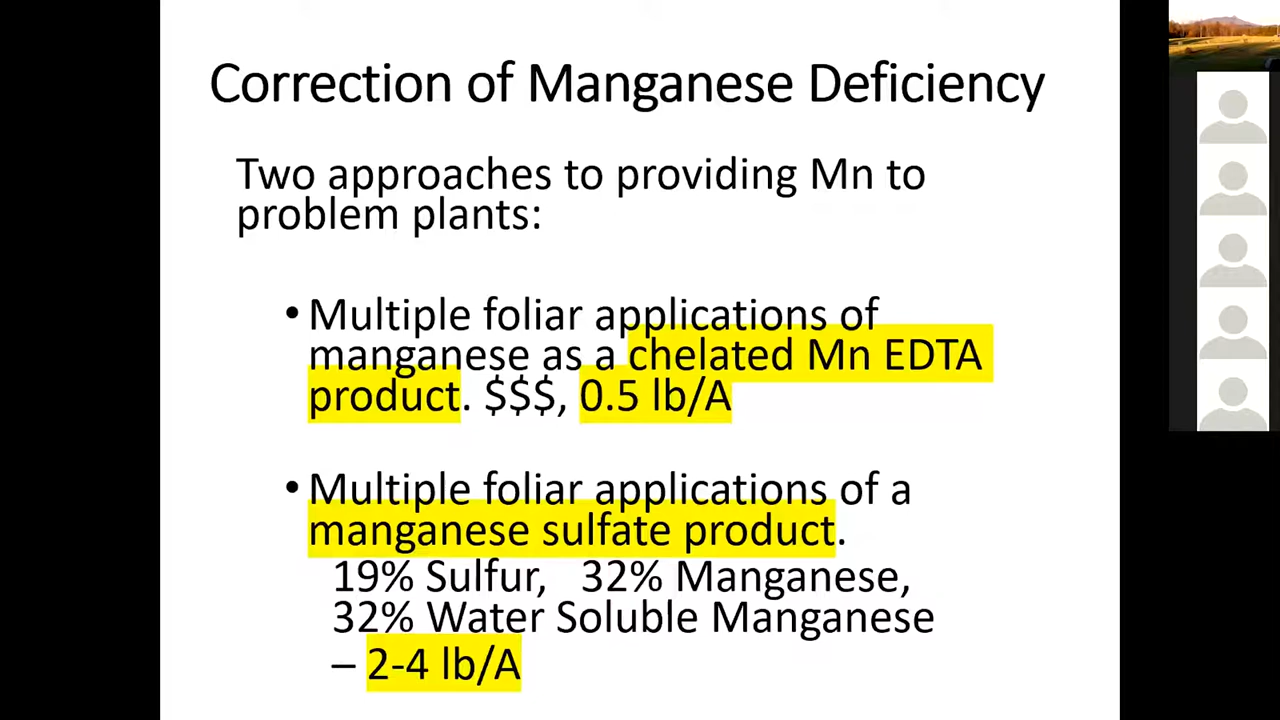 Correction of Manganese Deficiency
Two approaches to providing Mn to
problem plants:
• Multiple foliar applications of
manganese as a chelated Mn EDTA
product. $$$, 0.5 lb/A
• Multiple foliar applications of a
manganese sulfate product.
19% Sulfur, 32% Manganese,
32% Water Soluble Manganese
– 2-4 lb/A